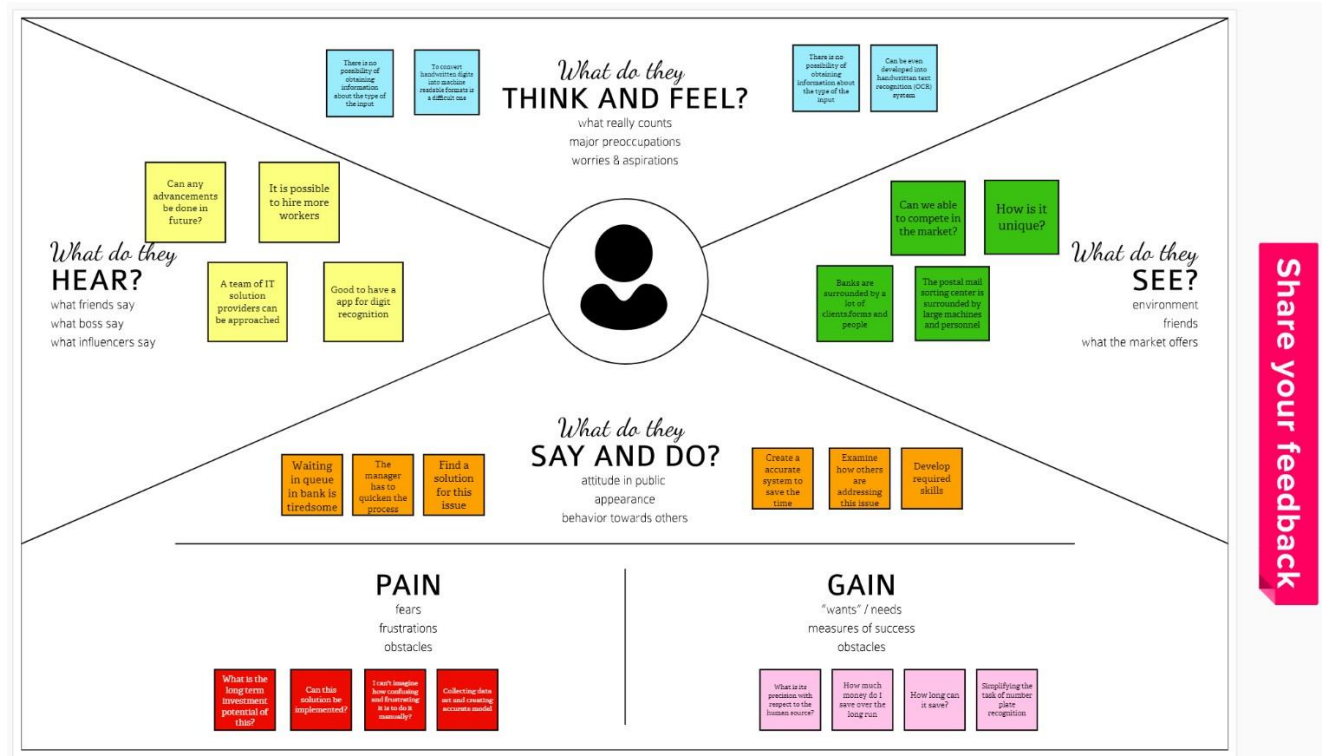 There is no
possibility of
obtaining
information
about the type of
the input
To convert
handwritten digits
into machine
readable formats is
a difficult one
What do they
THINK AND FEEL?
what really counts
major preoccupations
worries & aspirations
There is no
possibility of
obtaining
information about
the type of the
input
Can be even
developed into
handwritten text
recognition (OCR)
system
Can any
advancements
be done in
future?
It is possible
to hire more
workers
What do they
HEAR?
what friends say
what boss say
what influencers say
A team of IT
solution
providers can
be approached
Good to have a
app for digit
recognition
Can we able
to compete in
the market?
How is it
unique?
Banks are
surrounded by a
lot of
clients.forms and
people
The postal mail
sorting center is
surrounded by
large machines
and personnel
What do they
SEE?
environment
friends
what the market offers
What do they
SAY AND DO?
attitude in public
appearance
behavior towards others
Waiting
in queue
in bank is
tiredsome
The
manager
has to
quicken the
process
Find a
solution
for this
issue
Create a
accurate
system to
save the
time
Examine
how others
are
addressing
this issue
Develop
required
skills
PAIN
fears
frustrations
obstacles
What is the
long term
investment
potential of
this?
Can this
solution be
implemented?
I can't imagine
how confusing
and frustrating
it is to do it
manually?
Collecting data
set and creating
accurate model
GAIN
"wants" / needs
measures of success
obstacles
What is its
precision with
respect to the
human source?
How much
money do I
save over the
long run
How long can
it save?
Simplifying the
task of number
plate
recognition
Share your feedback